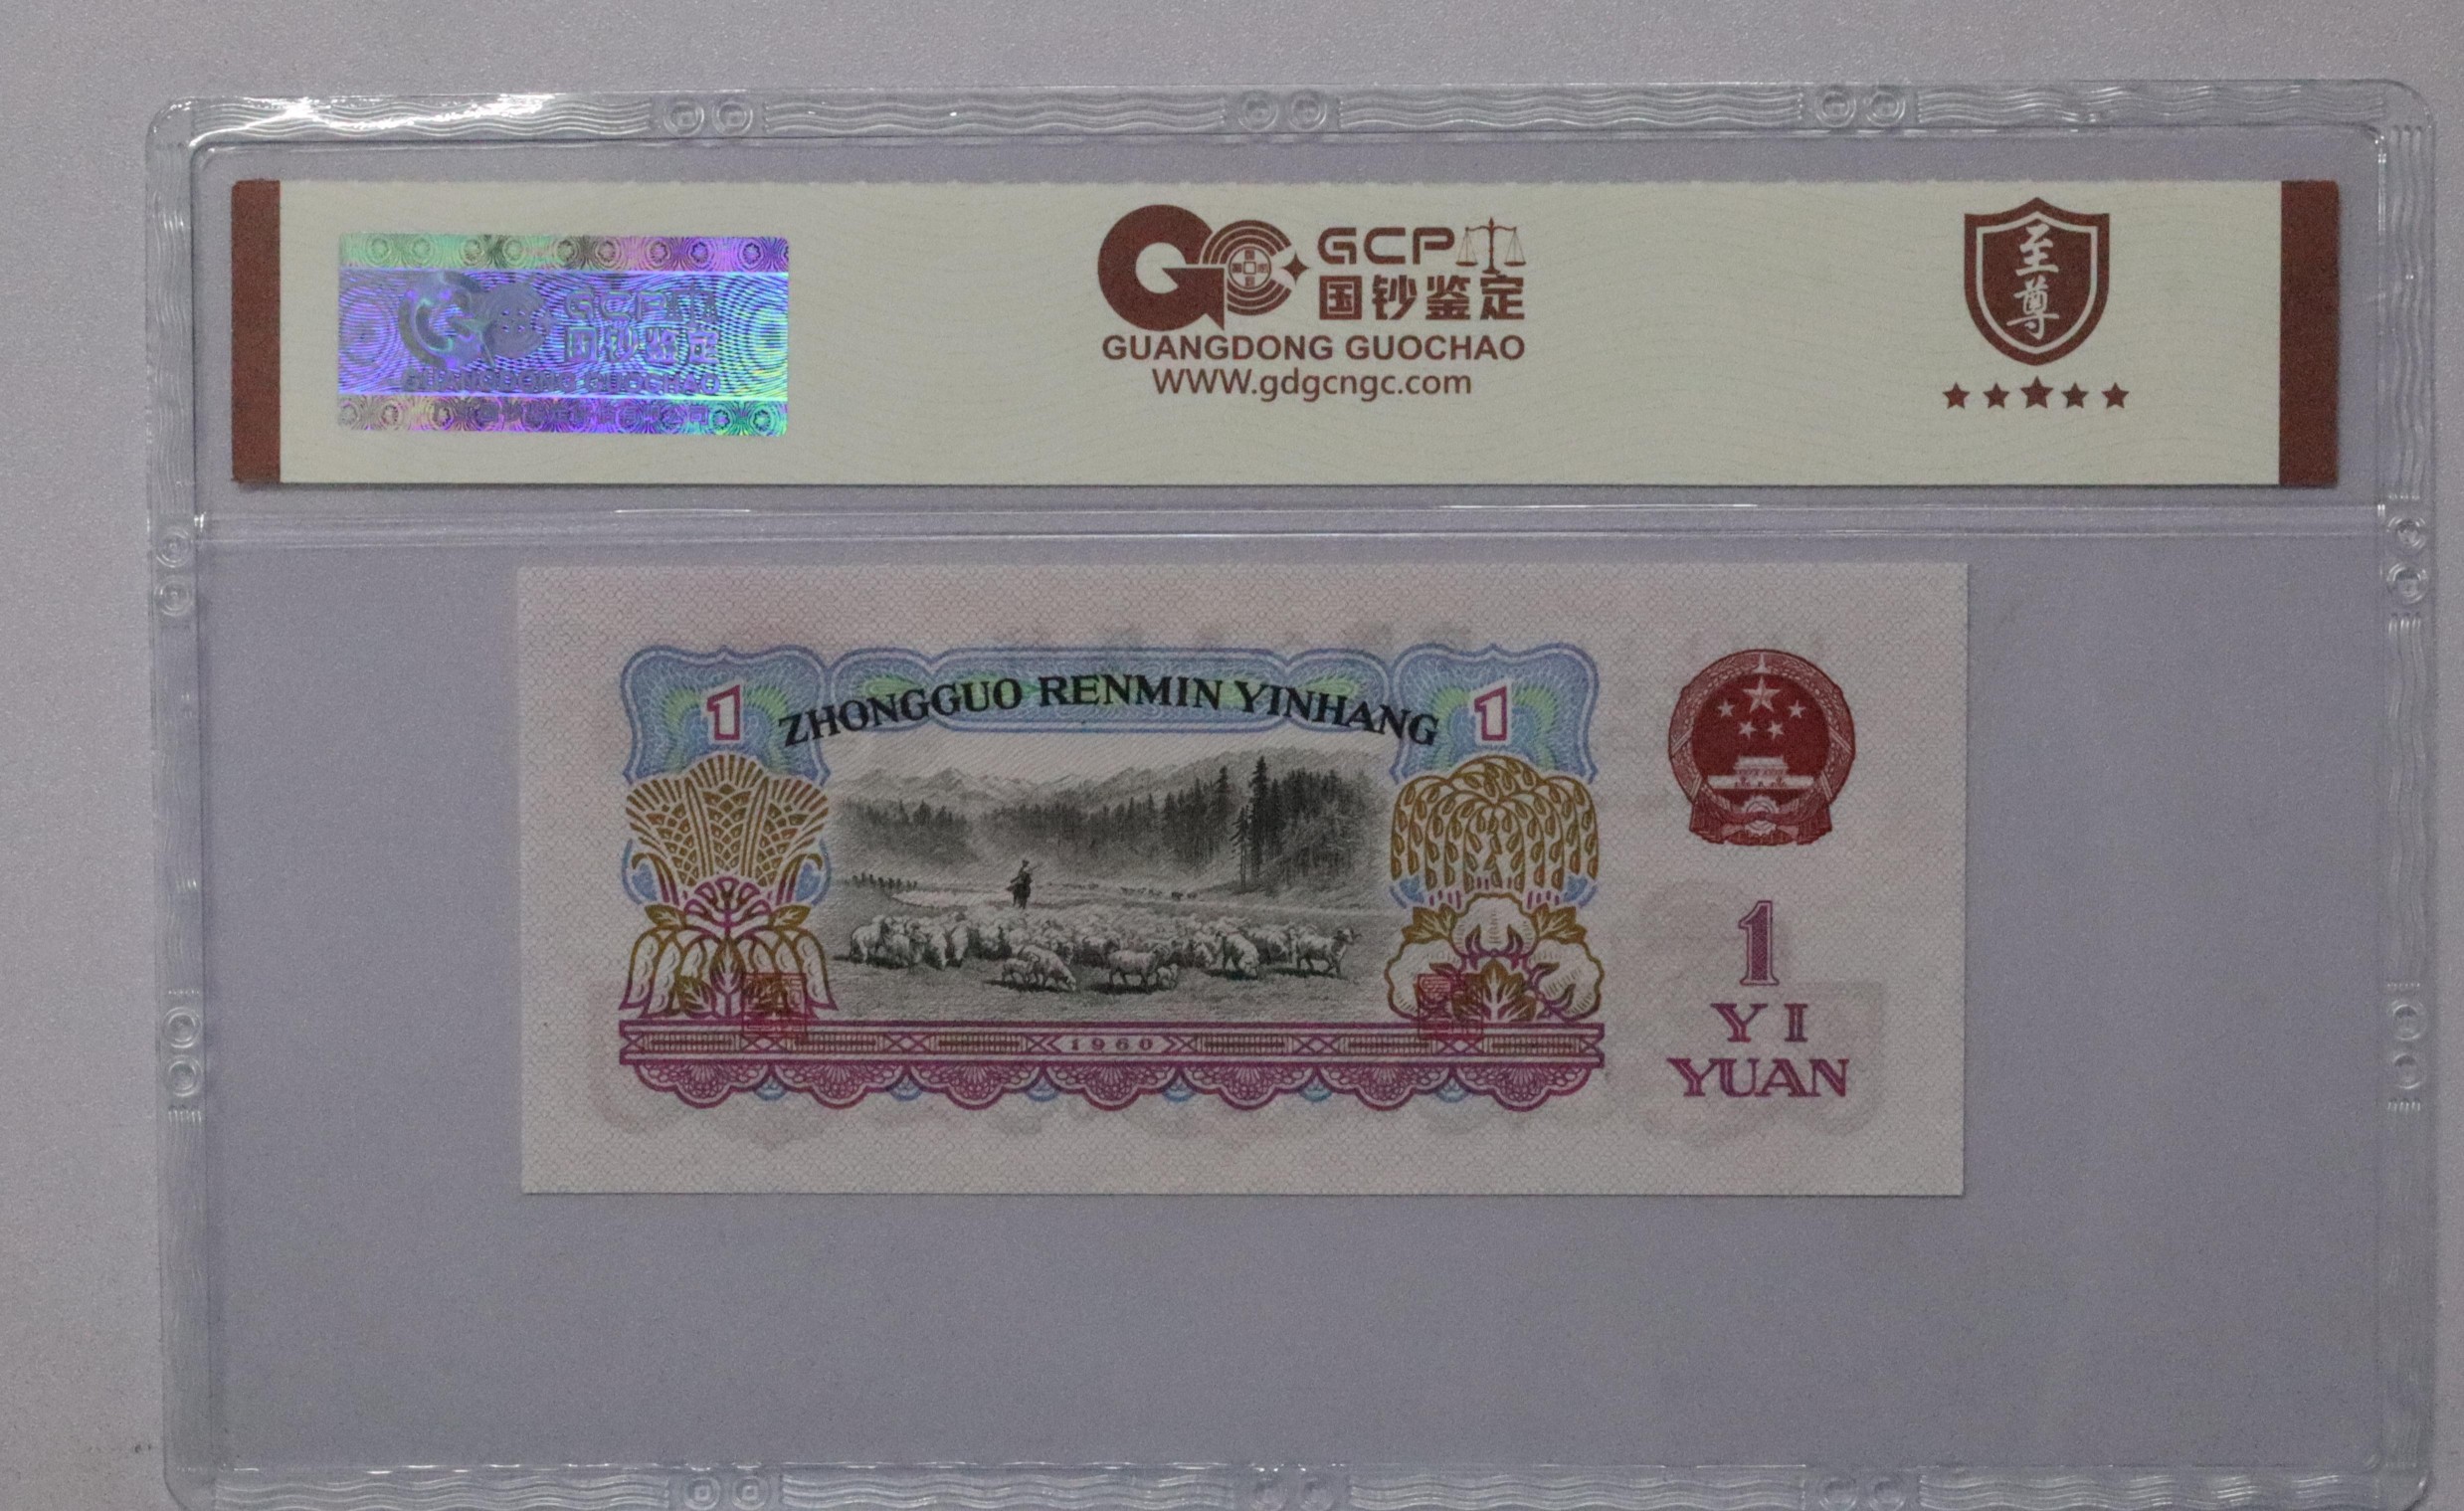 GCP
国钞鉴定
GUANGDONG GUOCHAO
WWW.gdgcngc.com
至尊
GCP
国钞鉴定
GUANGDONG GUOCHAO
1
ZHONGGUO RENMIN YINHANG
1
1960
1
YI
YUAN